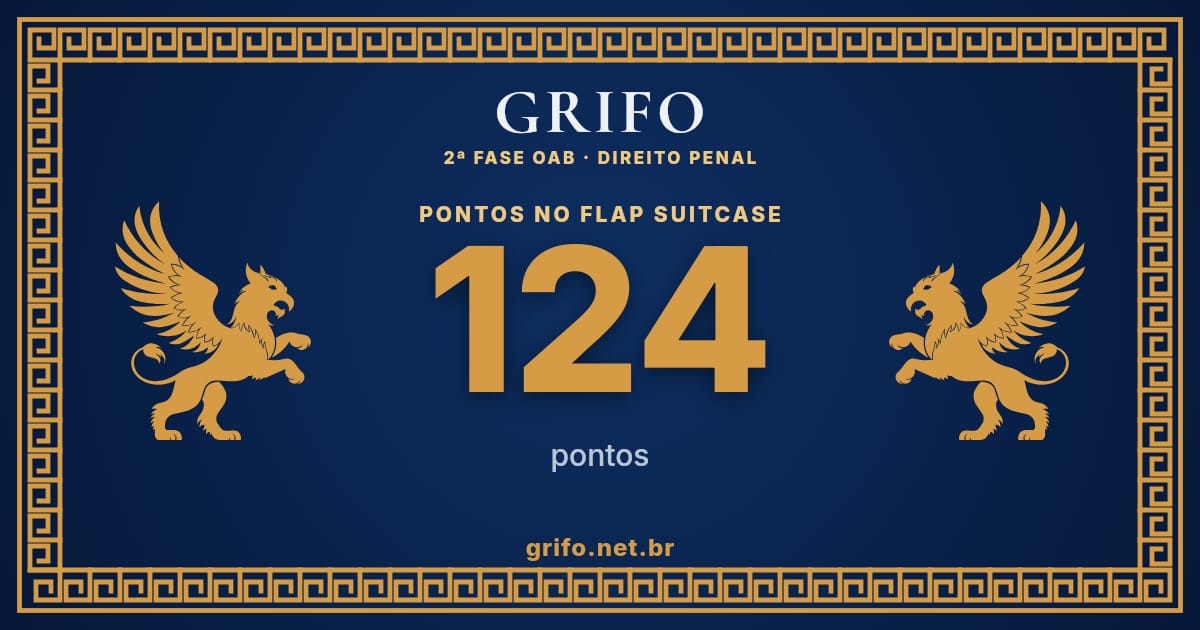 GRIFO
2ª FASE OAB · DIREITO PENAL
PONTOS NO FLAP SUITCASE
124
pontos
grifo.net.br